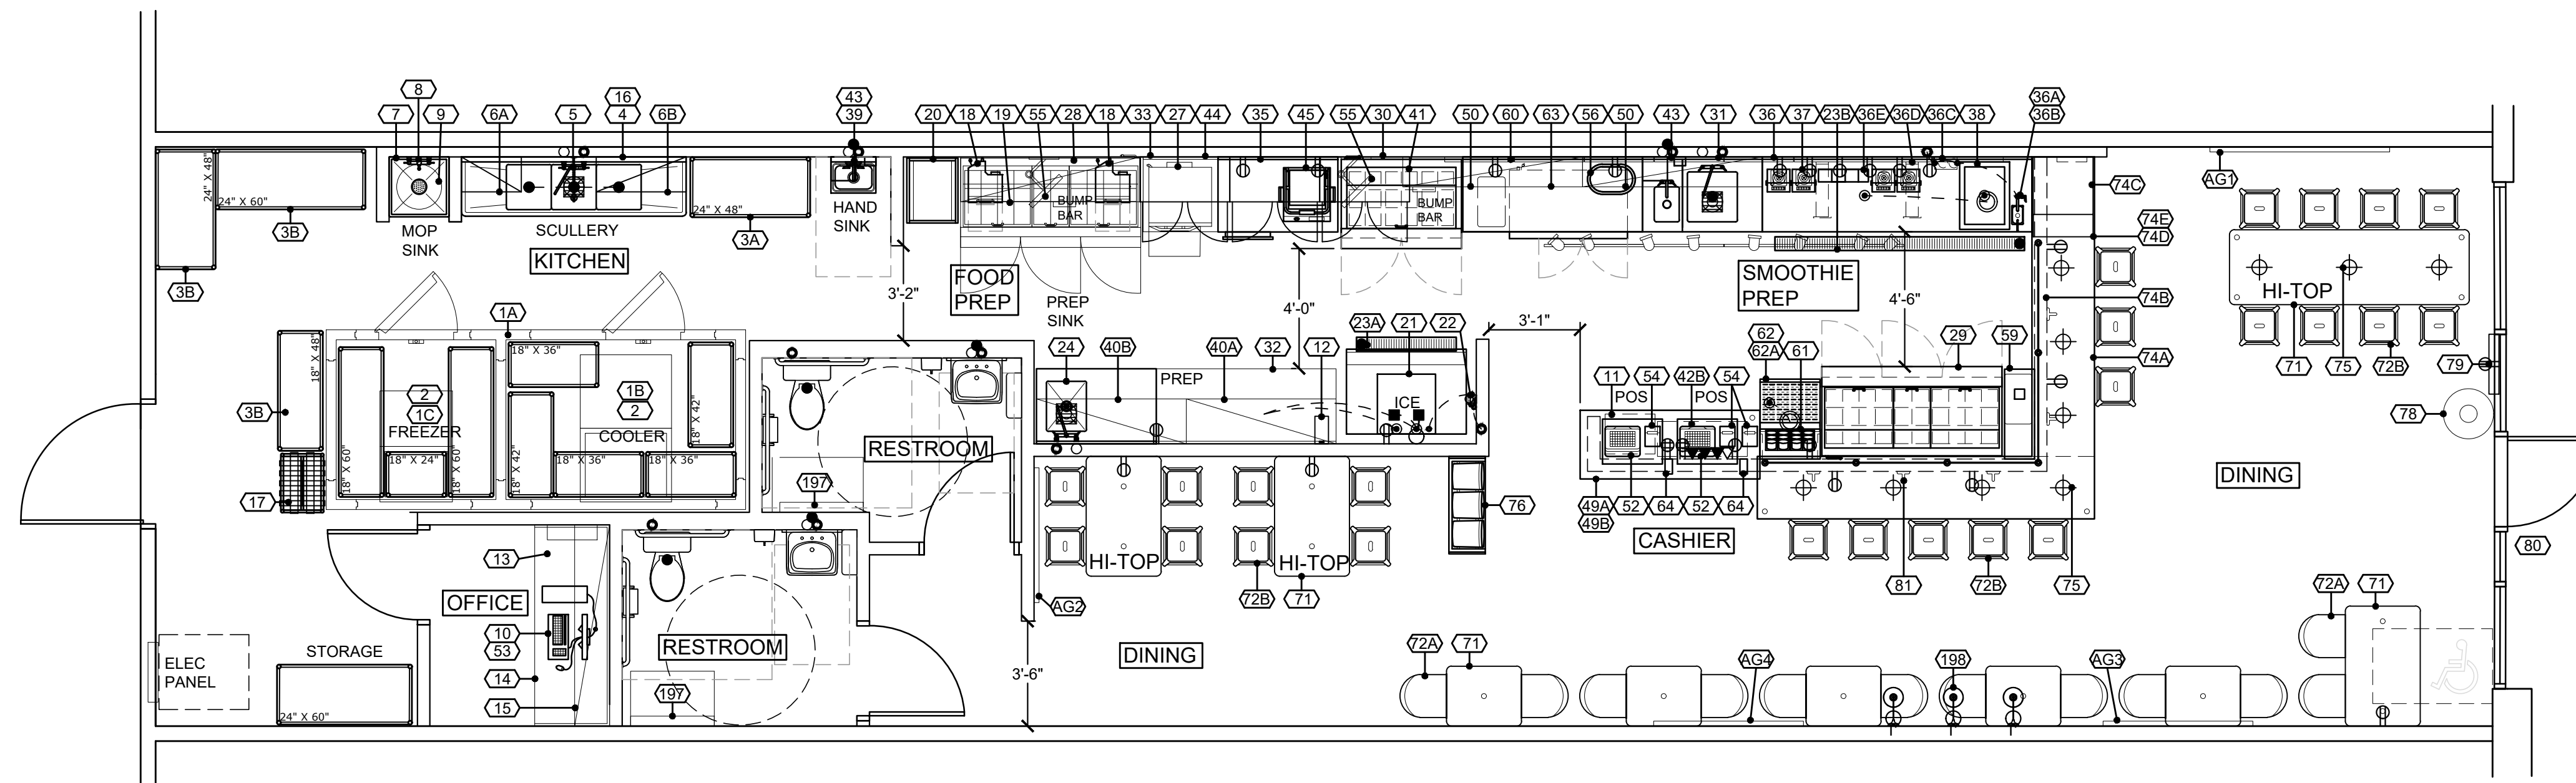 8
16
43
36A
7
9
6A
5
4
6B
39
20
18
19
55
28
18
33
27
44
35
45
55
30
41
50
60
63
56
50
43
31
36
37
23B
36E
36D
36C
38
36B
24" X 48"
24" X 60"
24" X 48"
3B
3B
MOP
SINK
SCULLERY
3A
HAND
SINK
KITCHEN
BUMP
BAR
BUMP
BAR
FOOD
PREP
PREP
SINK
SMOOTHIE
PREP
3'-2"
4'-0"
4'-6"
3'-1"
74C
74E
74D
74B
74A
AG1
HI-TOP
71
75
72B
79
78
1A
18" X 48"
3B
17
2
1C
FREEZER
18" X 60"
18" X 24"
18" X 60"
18" X 36"
1B
2
COOLER
18" X 42"
18" X 42"
18" X 36"
18" X 36"
24
40B
40A
32
12
PREP
23A
21
22
ICE
62
62A
61
29
59
11
54
42B
54
POS
POS
RESTROOM
197
DINING
49A
49B
52
64
52
64
76
CASHIER
81
72B
75
80
HI-TOP
HI-TOP
72B
71
AG2
13
OFFICE
10
53
14
15
RESTROOM
197
STORAGE
ELEC
PANEL
24" X 60"
3'-6"
DINING
72A
71
AG4
198
AG3
72A
71